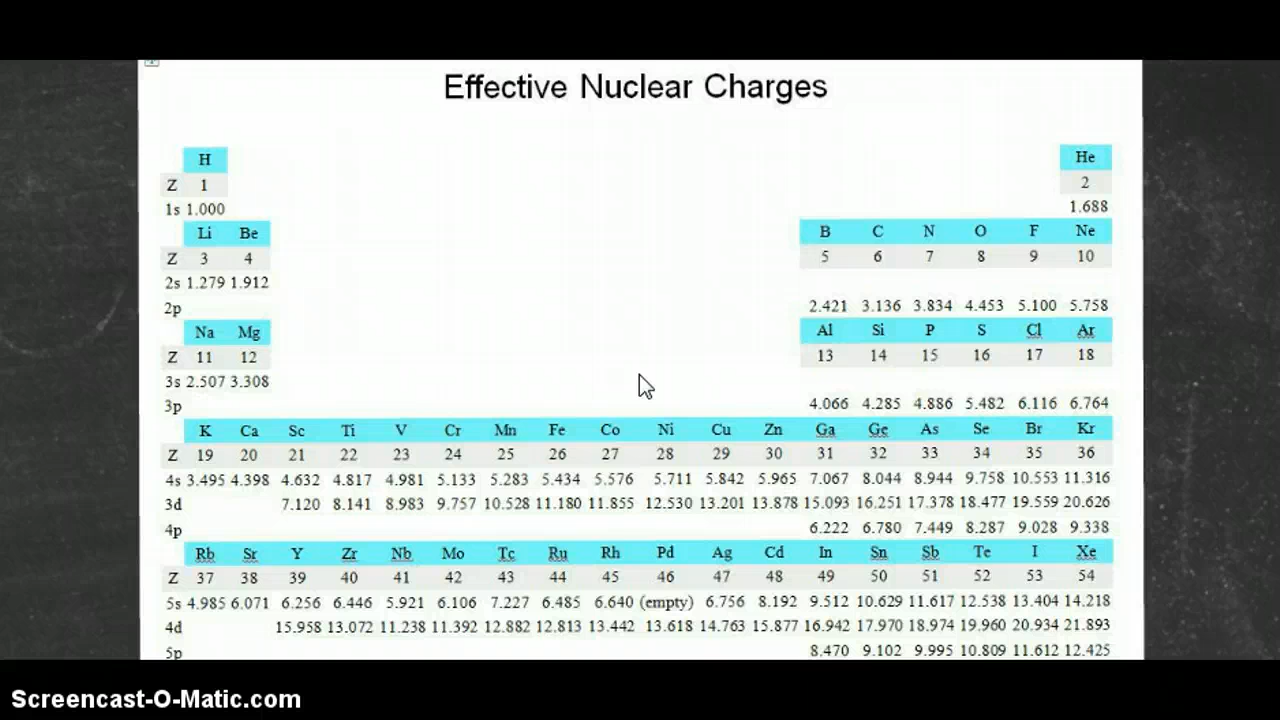 Effective Nuclear Charges
H He
Z 1 2
1s 1.000 1.688
Li Be B C N O F Ne
Z 3 4 5 6 7 8 9 10
2s 1.279 1.912
2p 2.421 3.136 3.834 4.453 5.100 5.758
Na Mg Al Si P S Cl Ar
Z 11 12 13 14 15 16 17 18
3s 2.507 3.308
3p 4.066 4.285 4.886 5.482 6.116 6.764
K Ca Sc Ti V Cr Mn Fe Co Ni Cu Zn Ga Ge As Se Br Kr
Z 19 20 21 22 23 24 25 26 27 28 29 30 31 32 33 34 35 36
4s 3.495 4.398 4.632 4.817 4.981 5.133 5.283 5.434 5.576 5.711 5.842 5.965 7.067 8.044 8.944 9.758 10.553 11.316
3d 7.120 8.141 8.983 9.757 10.528 11.180 11.855 12.530 13.201 13.878 15.093 16.251 17.378 18.477 19.559 20.626
4p 6.222 6.780 7.449 8.287 9.028 9.338
Rb Sr Y Zr Nb Mo Tc Ru Rh Pd Ag Cd In Sn Sb Te I Xe
Z 37 38 39 40 41 42 43 44 45 46 47 48 49 50 51 52 53 54
5s 4.985 6.071 6.256 6.446 5.921 6.106 7.227 6.485 6.640 (empty) 6.756 8.192 9.512 10.629 11.617 12.538 13.404 14.218
4d 15.958 13.072 11.238 11.392 12.882 12.813 13.442 13.618 14.763 15.877 16.942 17.970 18.974 19.960 20.934 21.893
5p 8.470 9.102 9.995 10.809 11.612 12.425
Screencast-O-Matic.com